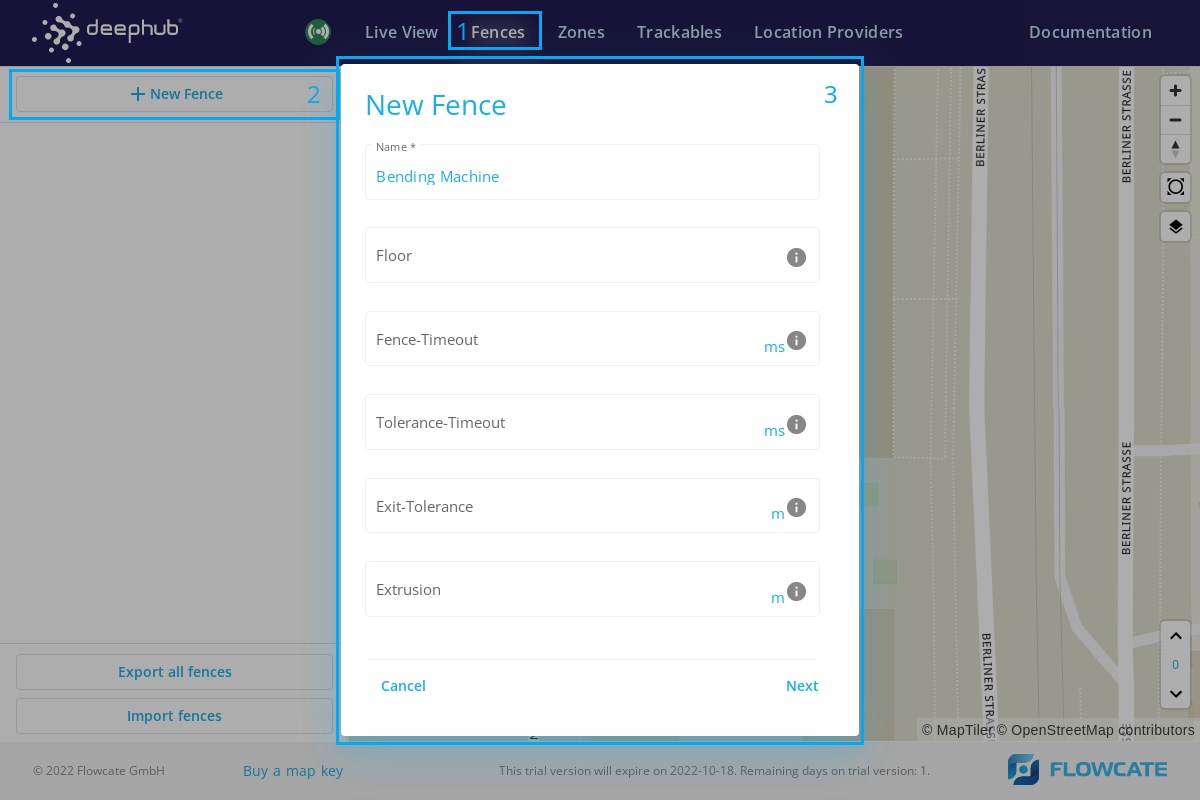 deephub
Live View
1 Fences
Zones
Trackables
Location Providers
Documentation
New Fence 2
New Fence 3
Name *
Bending Machine
Floor
Fence-Timeout ms
Tolerance-Timeout ms
Exit-Tolerance m
Extrusion m
Cancel
Next
Export all fences
Import fences
BERLINER STRASSE
BERLINER STRASSE
BERLINER STRASSE
0
© MapTiler © OpenStreetMap contributors
© 2022 Flowcate GmbH
Buy a map key
This trial version will expire on 2022-10-18. Remaining days on trial version: 1.
FLOWCATE